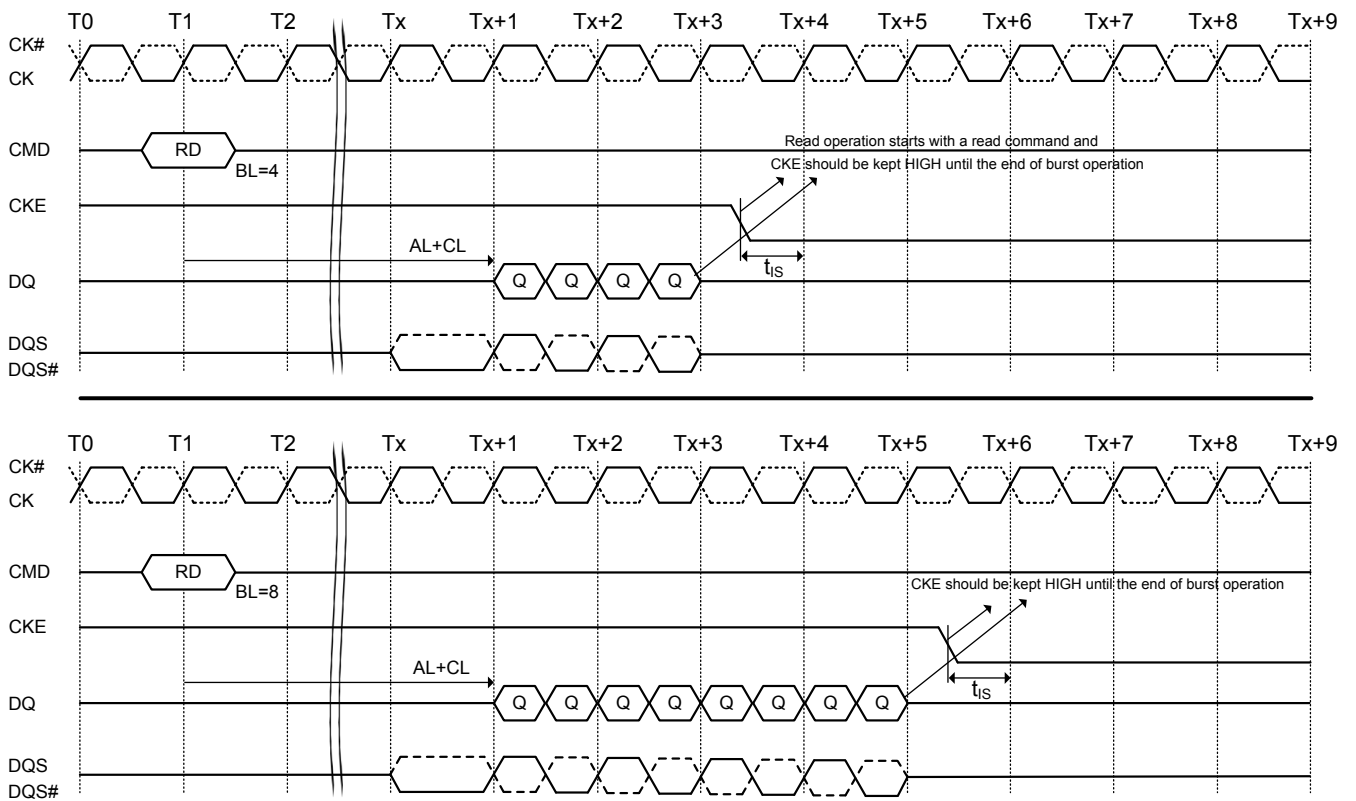 T0 T1 T2 Tx Tx+1 Tx+2 Tx+3 Tx+4 Tx+5 Tx+6 Tx+7 Tx+8 Tx+9
CK#
CK
Read operation starts with a read command and
CMD RD
BL=4
CKE should be kept HIGH until the end of burst operation
CKE
AL+CL
tIS
DQ Q Q Q Q
DQS
DQS#
T0 T1 T2 Tx Tx+1 Tx+2 Tx+3 Tx+4 Tx+5 Tx+6 Tx+7 Tx+8 Tx+9
CK#
CK
CMD RD
BL=8
CKE should be kept HIGH until the end of burst operation
CKE
AL+CL
tIS
DQ Q Q Q Q Q Q Q Q
DQS
DQS#